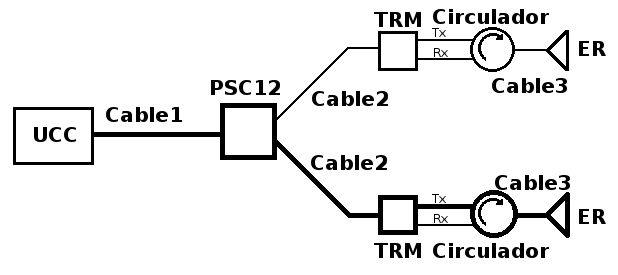 TRM Circulador
Tx
Rx
ER
Cable3
PSC12
Cable2
Cable1
UCC
Cable2
Cable3
Tx
Rx
ER
TRM Circulador